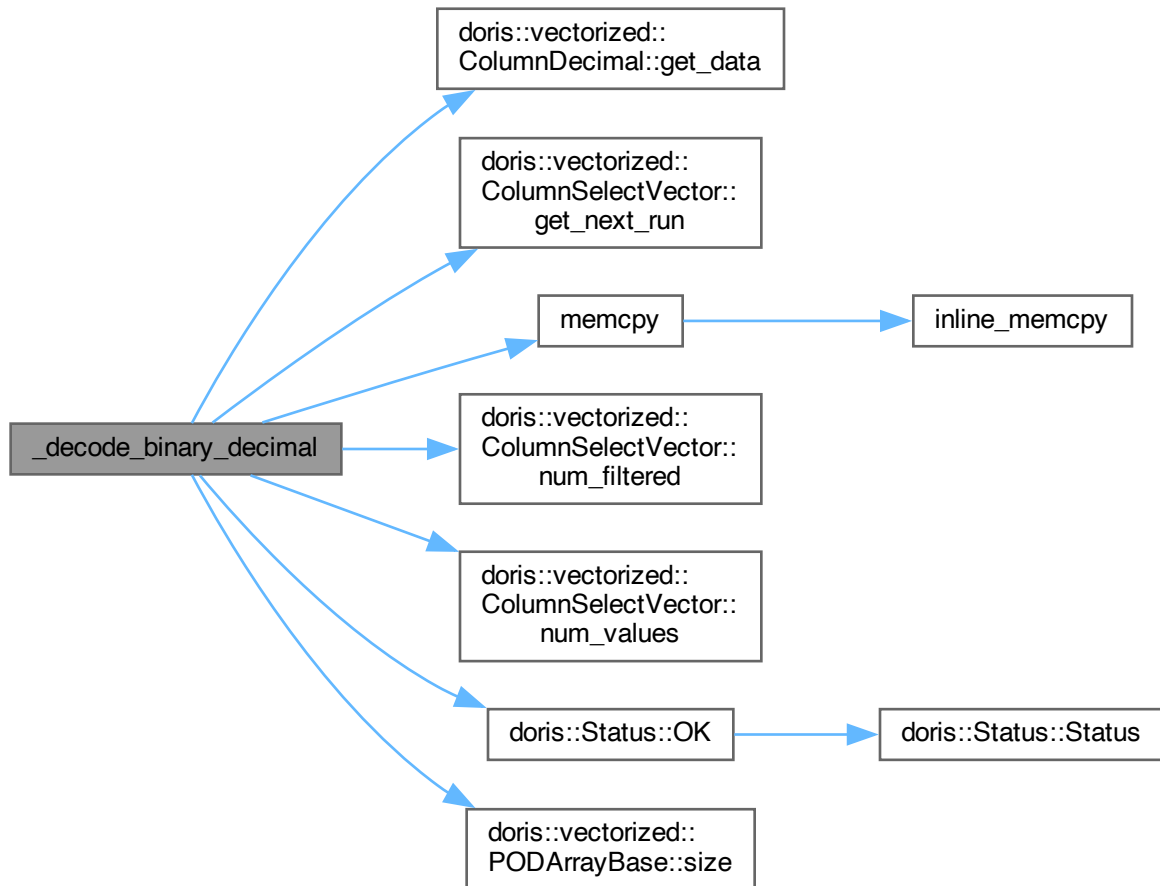 doris::vectorized::
ColumnDecimal::get_data
doris::vectorized::
ColumnSelectVector::
get_next_run
memcpy
inline_memcpy
_decode_binary_decimal
doris::vectorized::
ColumnSelectVector::
num_filtered
doris::vectorized::
ColumnSelectVector::
num_values
doris::Status::OK
doris::Status::Status
doris::vectorized::
PODArrayBase::size